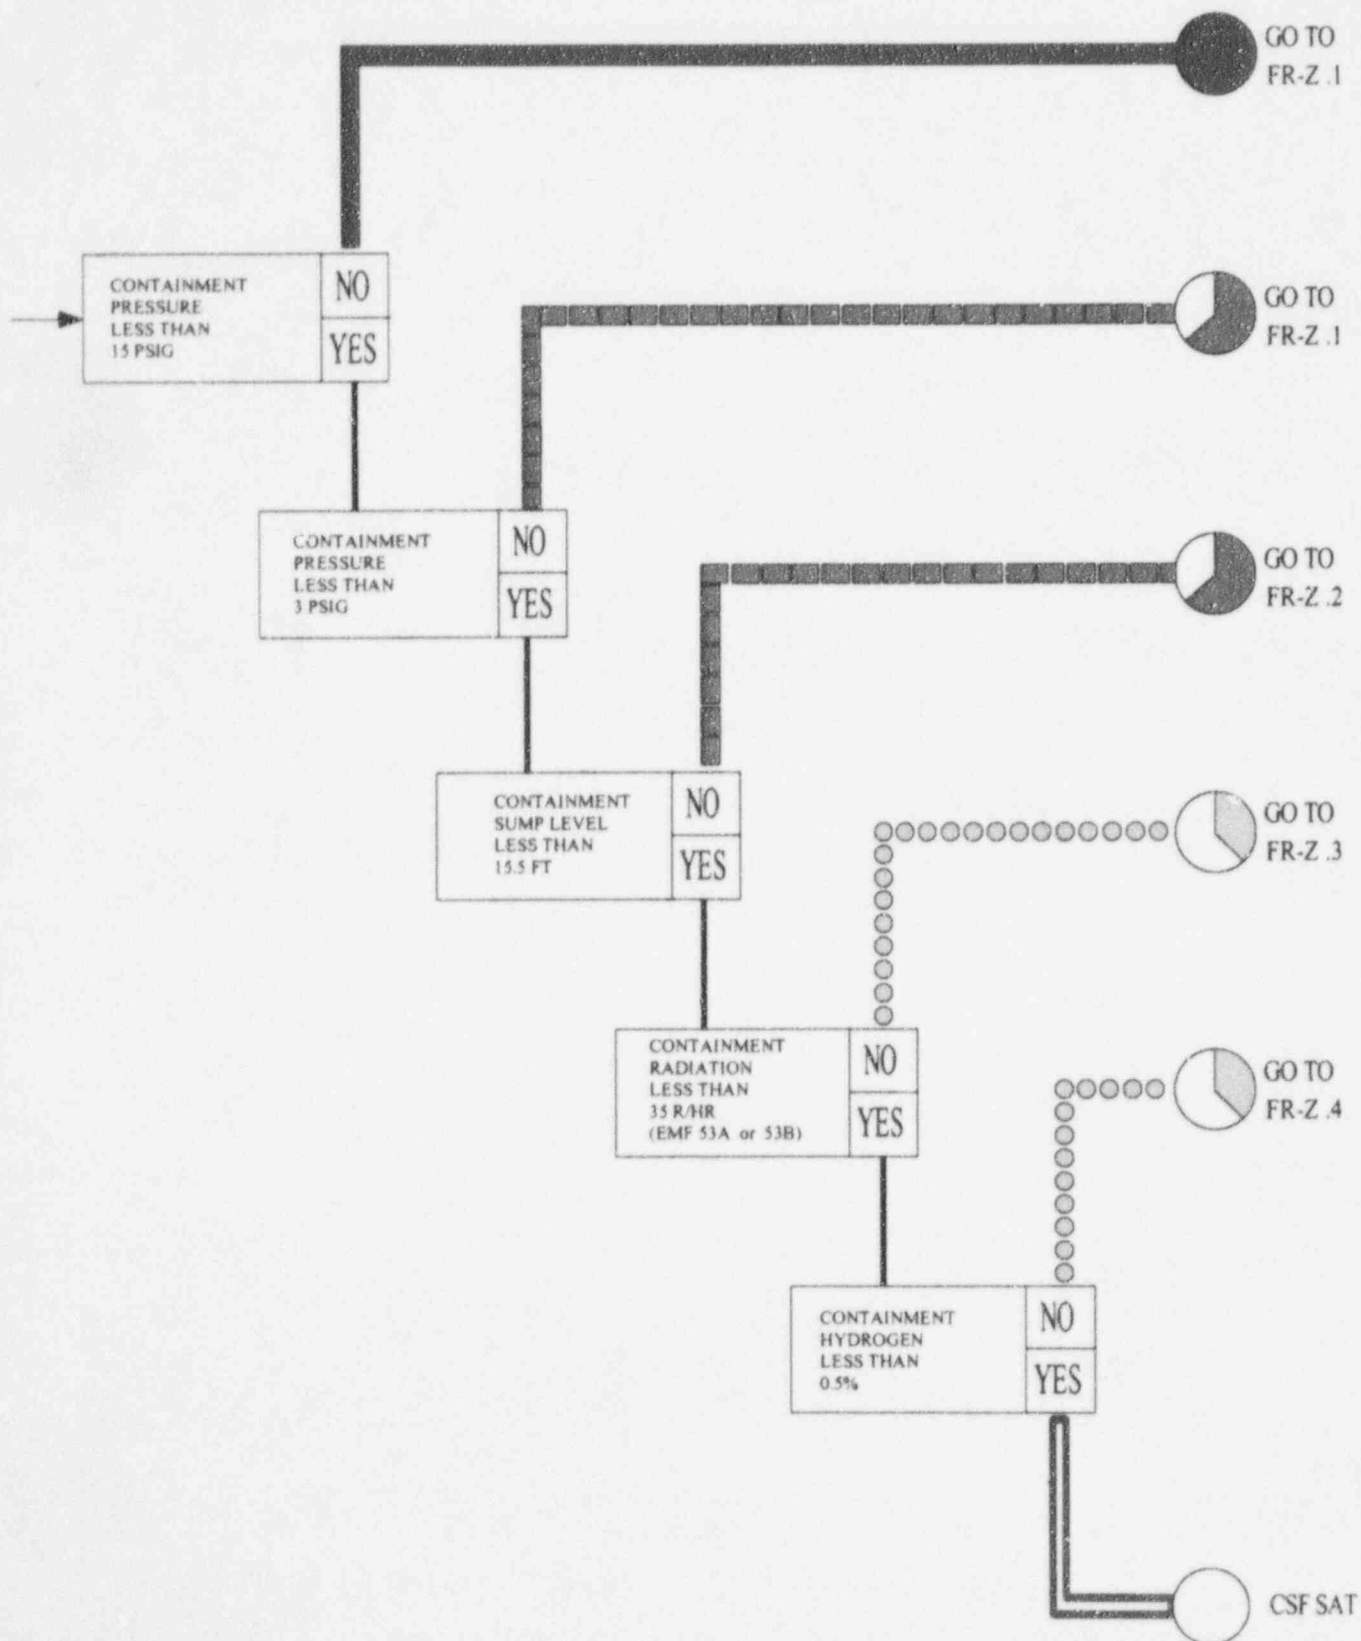 GO TO
FR-Z .1
CONTAINMENT
PRESSURE
LESS THAN
15 PSIG
NO
YES
GO TO
FR-Z .1
CONTAINMENT
PRESSURE
LESS THAN
3 PSIG
NO
YES
GO TO
FR-Z .2
CONTAINMENT
SUMP LEVEL
LESS THAN
15.5 FT
NO
YES
GO TO
FR-Z .3
CONTAINMENT
RADIATION
LESS THAN
35 R/HR
(EMF 53A or 53B)
NO
YES
GO TO
FR-Z .4
CONTAINMENT
HYDROGEN
LESS THAN
0.5%
NO
YES
CSF SAT